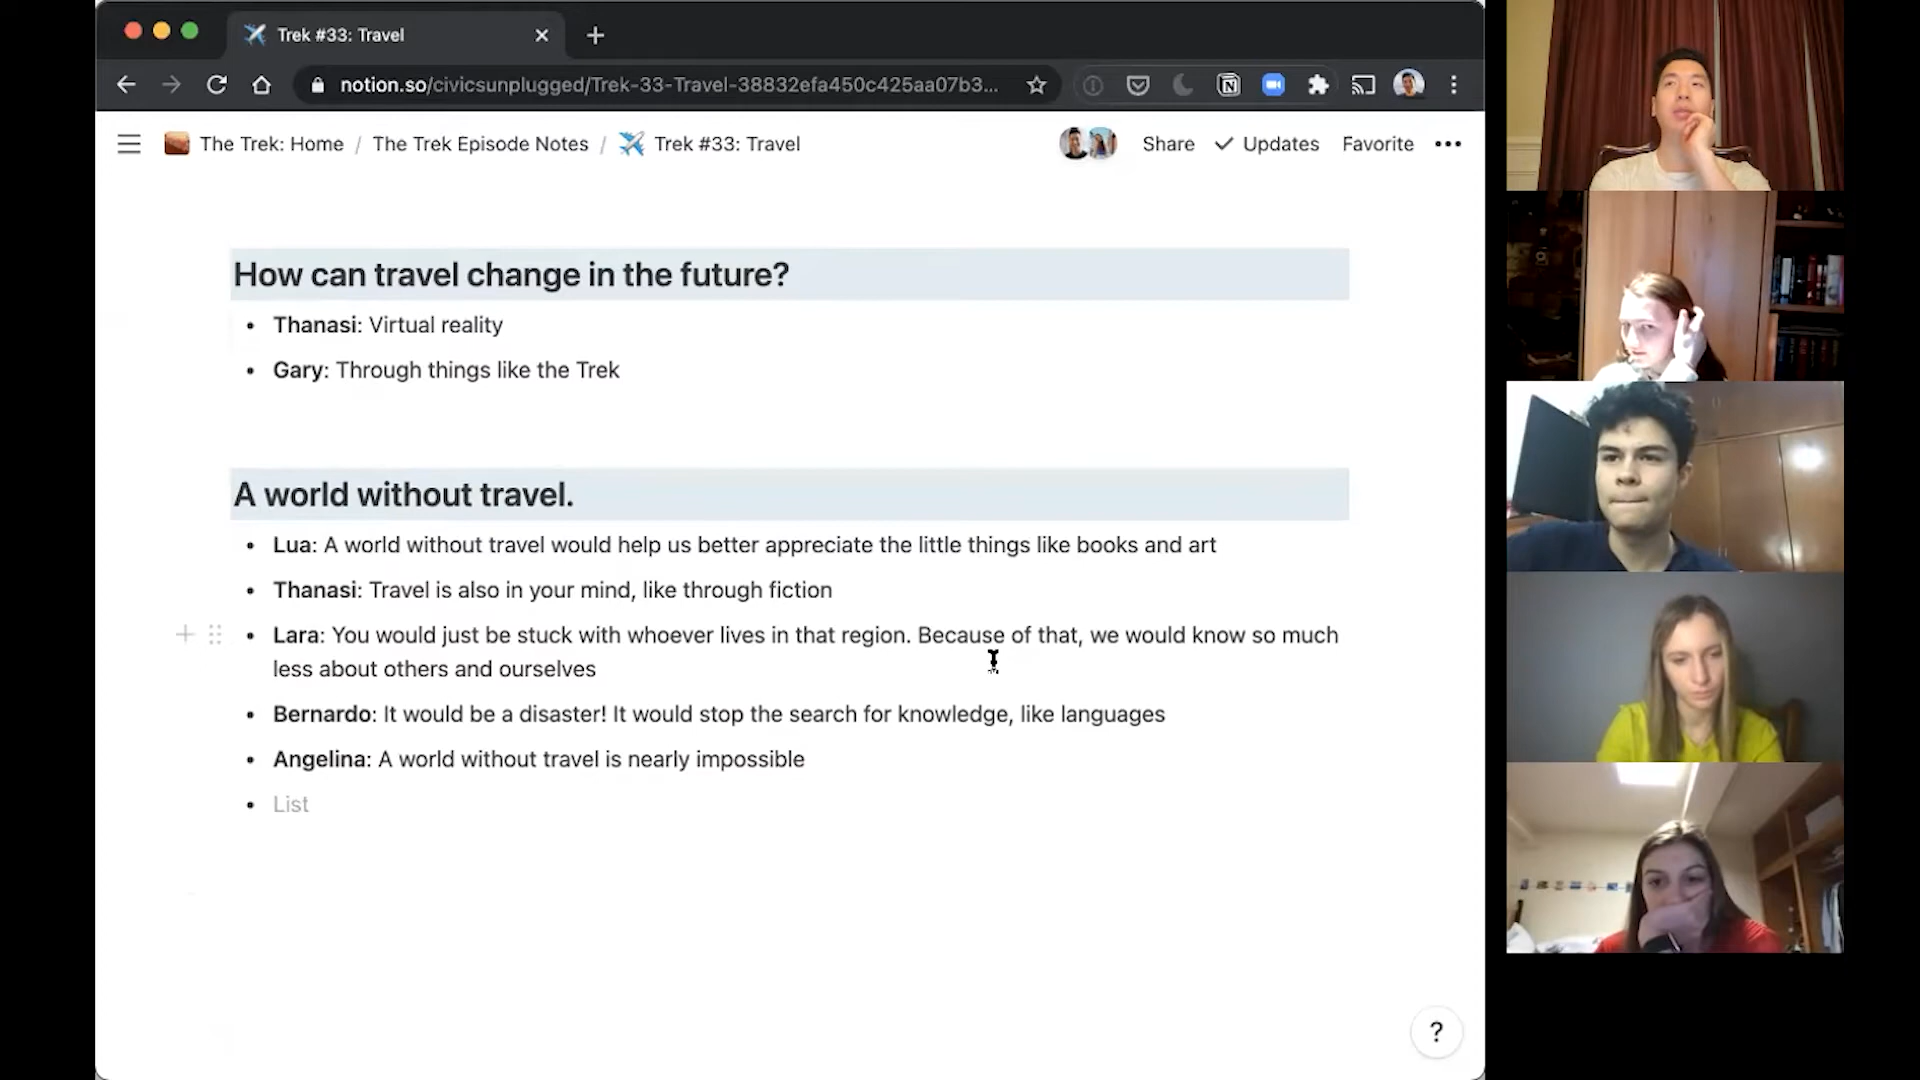 Trek #33: Travel
notion.so/civicsunplugged/Trek-33-Travel-38832efa450c425aa07b3...
The Trek: Home / The Trek Episode Notes / Trek #33: Travel
Share
Updates
Favorite
How can travel change in the future?
Thanasi: Virtual reality
Gary: Through things like the Trek
A world without travel.
Lua: A world without travel would help us better appreciate the little things like books and art
Thanasi: Travel is also in your mind, like through fiction
Lara: You would just be stuck with whoever lives in that region. Because of that, we would know so much
less about others and ourselves
Bernardo: It would be a disaster! It would stop the search for knowledge, like languages
Angelina: A world without travel is nearly impossible
List
?